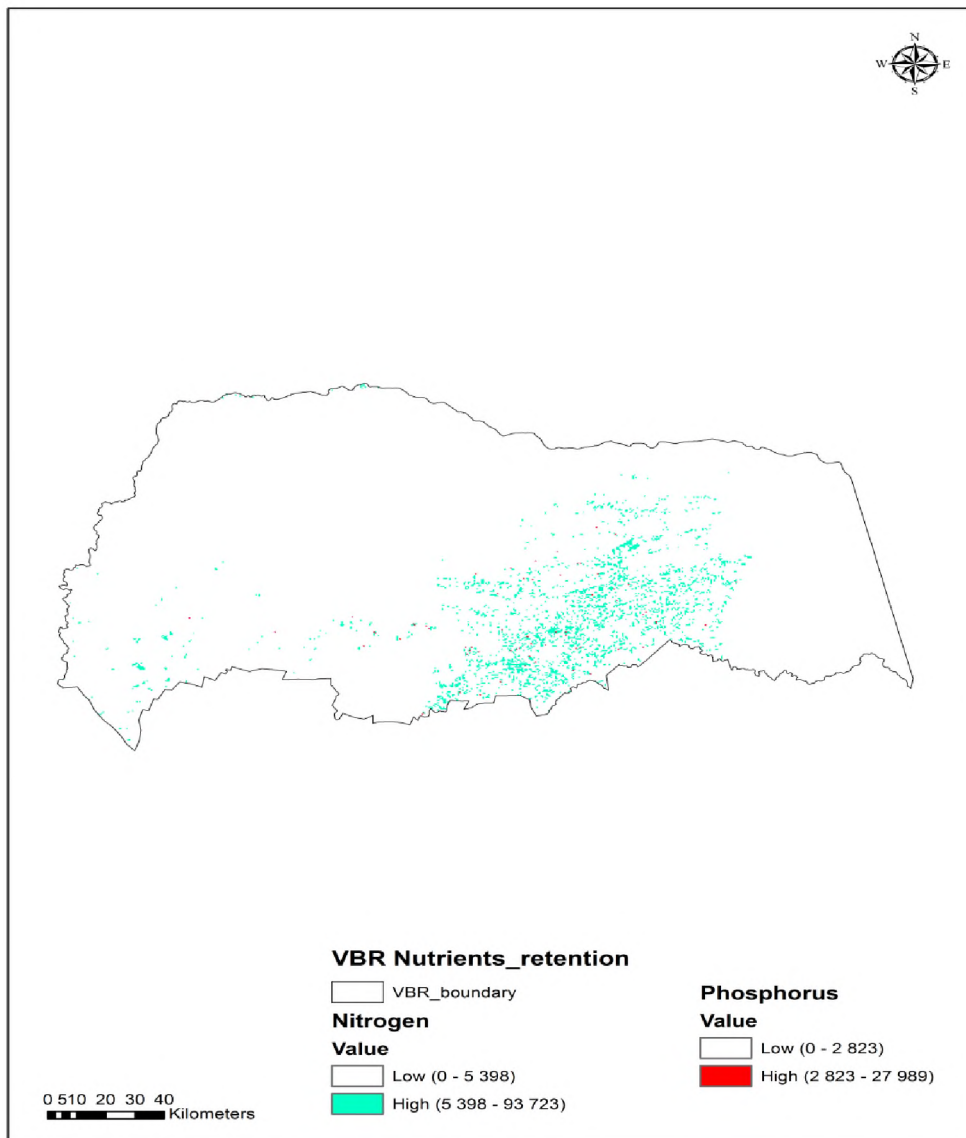 N
W E
S
VBR Nutrients_retention
VBR_boundary
Nitrogen
Value
Low (0 - 5 398)
High (5 398 - 93 723)
Phosphorus
Value
Low (0 - 2 823)
High (2 823 - 27 989)
0 510 20 30 40
Kilometers